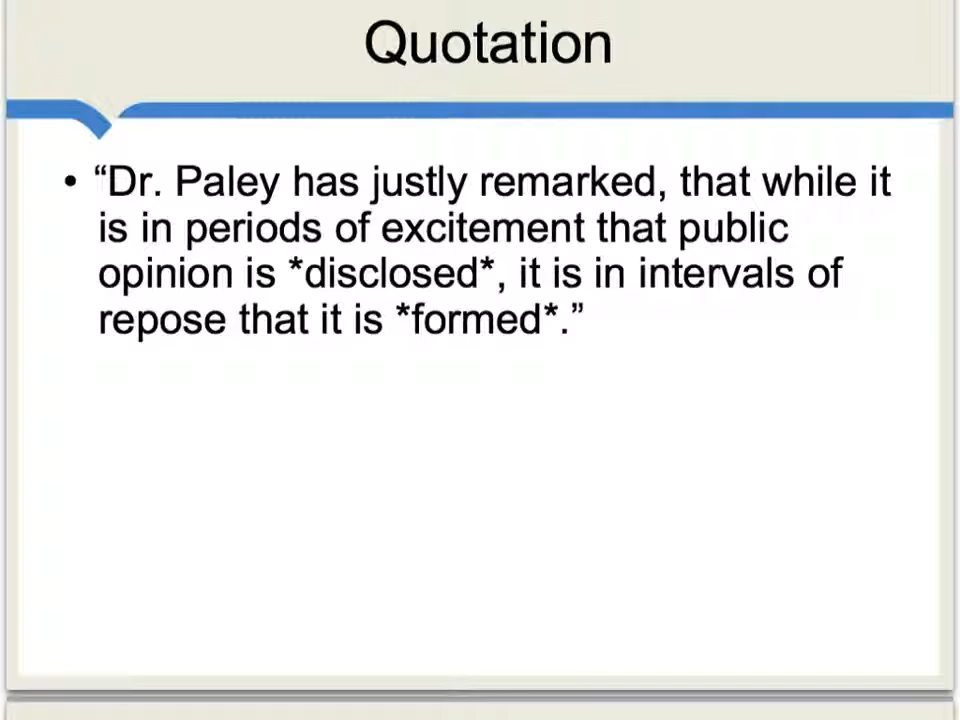 Quotation
• “Dr. Paley has justly remarked, that while it
is in periods of excitement that public
opinion is *disclosed*, it is in intervals of
repose that it is *formed*.”